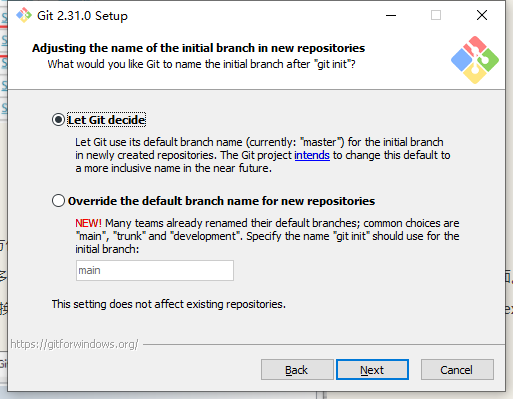 Git 2.31.0 Setup
Adjusting the name of the initial branch in new repositories
What would you like Git to name the initial branch after "git init"?
Let Git decide
Let Git use its default branch name (currently: "master") for the initial branch
in newly created repositories. The Git project intends to change this default to
a more inclusive name in the near future.
Override the default branch name for new repositories
NEW! Many teams already renamed their default branches; common choices are
"main", "trunk" and "development". Specify the name "git init" should use for the
initial branch:
main
This setting does not affect existing repositories.
https://gitforwindows.org/
Back
Next
Cancel